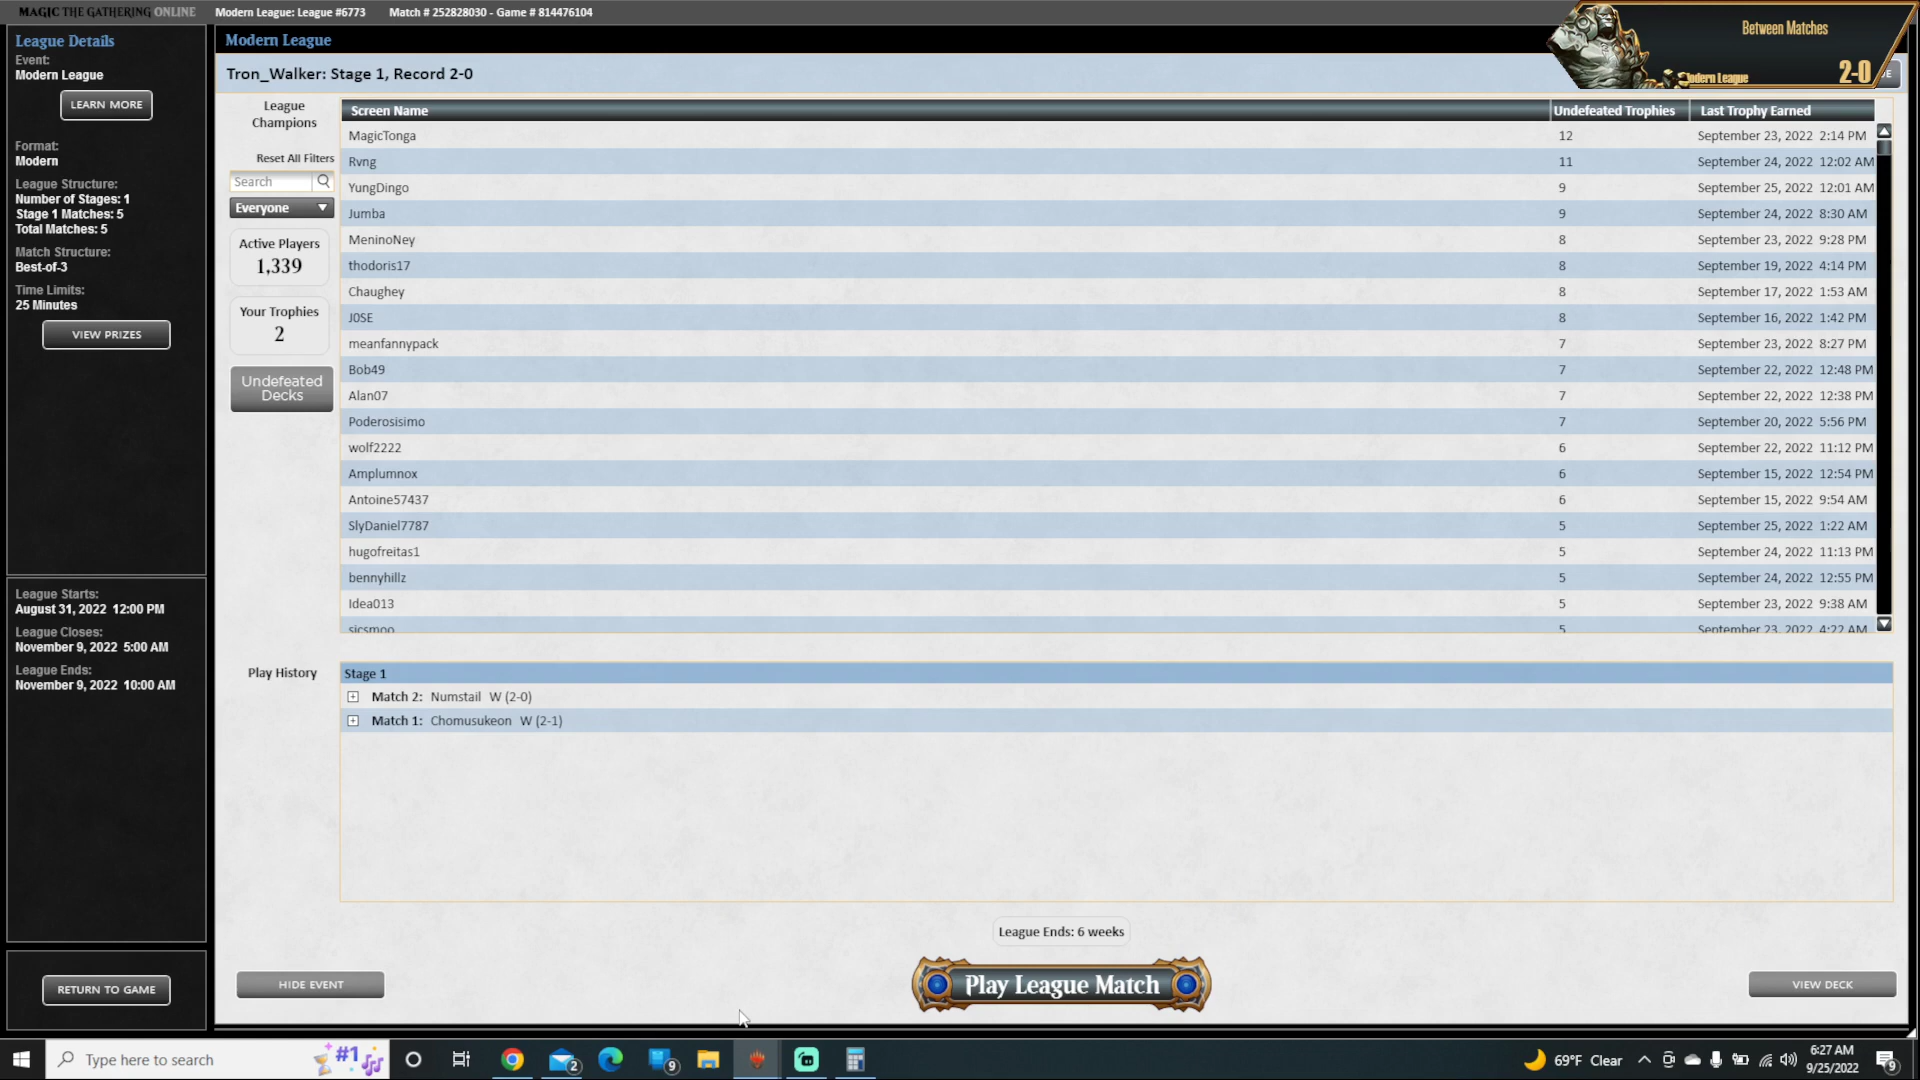 MAGIC THE GATHERING ONLINE
Modern League: League #6773
Match # 252828030 - Game # 814476104
League Details
Event:
Modern League
LEARN MORE
Format:
Modern
League Structure:
Number of Stages: 1
Stage 1 Matches: 5
Total Matches: 5
Match Structure:
Best-of-3
Time Limits:
25 Minutes
VIEW PRIZES
League Starts:
August 31, 2022 12:00 PM
League Closes:
November 9, 2022 5:00 AM
League Ends:
November 9, 2022 10:00 AM
RETURN TO GAME
Modern League
Tron_Walker: Stage 1, Record 2-0
Between Matches
Modern League
2-0
League
Champions
Reset All Filters
Search
Everyone
Active Players
1,339
Your Trophies
2
Undefeated
Decks
Screen Name Undefeated Trophies Last Trophy Earned
MagicTonga 12 September 23, 2022 2:14 PM
Rvng 11 September 24, 2022 12:02 AM
YungDingo 9 September 25, 2022 12:01 AM
Jumba 9 September 24, 2022 8:30 AM
MeninoNey 8 September 23, 2022 9:28 PM
thodoris17 8 September 19, 2022 4:14 PM
Chaughey 8 September 17, 2022 1:53 AM
J0SE 8 September 16, 2022 1:42 PM
meanfannypack 7 September 23, 2022 8:27 PM
Bob49 7 September 22, 2022 12:48 PM
Alan07 7 September 22, 2022 12:38 PM
Poderosisimo 7 September 20, 2022 5:56 PM
wolf2222 6 September 22, 2022 11:12 PM
Amplumnox 6 September 15, 2022 12:54 PM
Antoine57437 6 September 15, 2022 9:54 AM
SlyDaniel7787 5 September 25, 2022 1:22 AM
hugofreitas1 5 September 24, 2022 11:13 PM
bennyhillz 5 September 24, 2022 12:55 PM
Idea013 5 September 23, 2022 9:38 AM
sicsmoo 5 September 23, 2022 4:22 AM
Play History
Stage 1
Match 2: Numstail W (2-0)
Match 1: Chomusukeon W (2-1)
League Ends: 6 weeks
HIDE EVENT
Play League Match
VIEW DECK
Type here to search
#1
2
9
69°F Clear
6:27 AM
9/25/2022
9